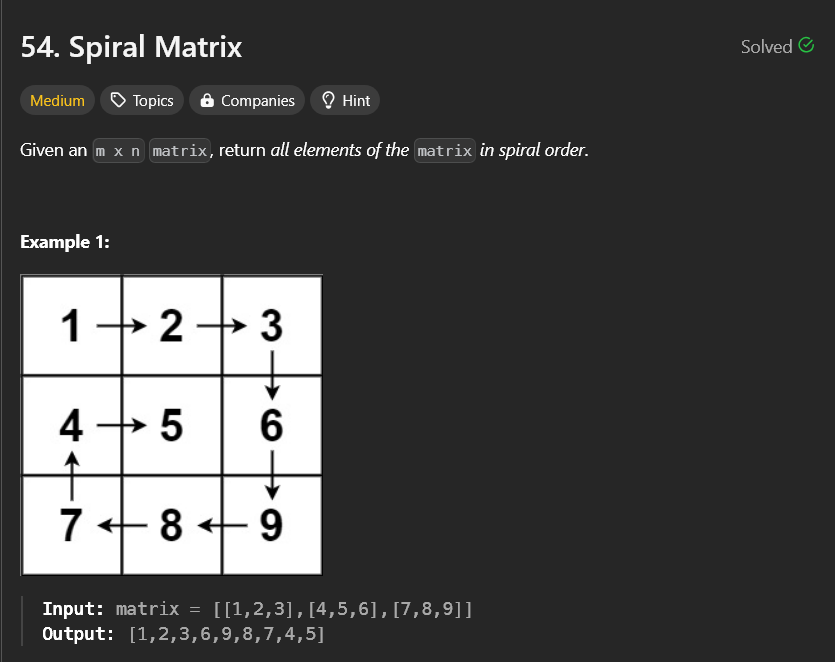 54. Spiral Matrix
Solved
Medium Topics Companies Hint
Given an m x n matrix, return all elements of the matrix in spiral order.
Example 1:
1 2 3
4 5 6
7 8 9
Input: matrix = [[1,2,3],[4,5,6],[7,8,9]]
Output: [1,2,3,6,9,8,7,4,5]